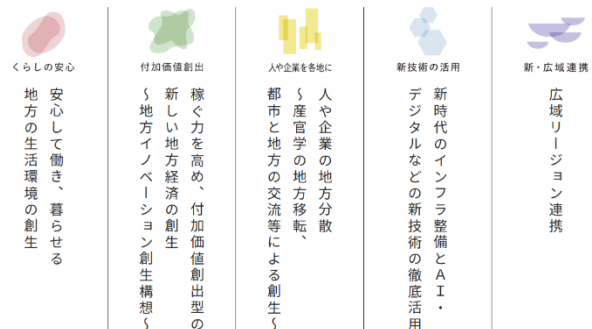 くらしの安心
安心して働き、暮らせる
地方の生活環境の創生
付加価値創出
稼ぐ力を高め、付加価値創出型の
新しい地方経済の創生
～地方イノベーション創生構想～
人や企業を各地に
人や企業の地方分散
～産官学の地方移転、
都市と地方の交流等による創生～
新技術の活用
新時代のインフラ整備とAI・
デジタルなどの新技術の徹底活用
新・広域連携
広域リージョン連携